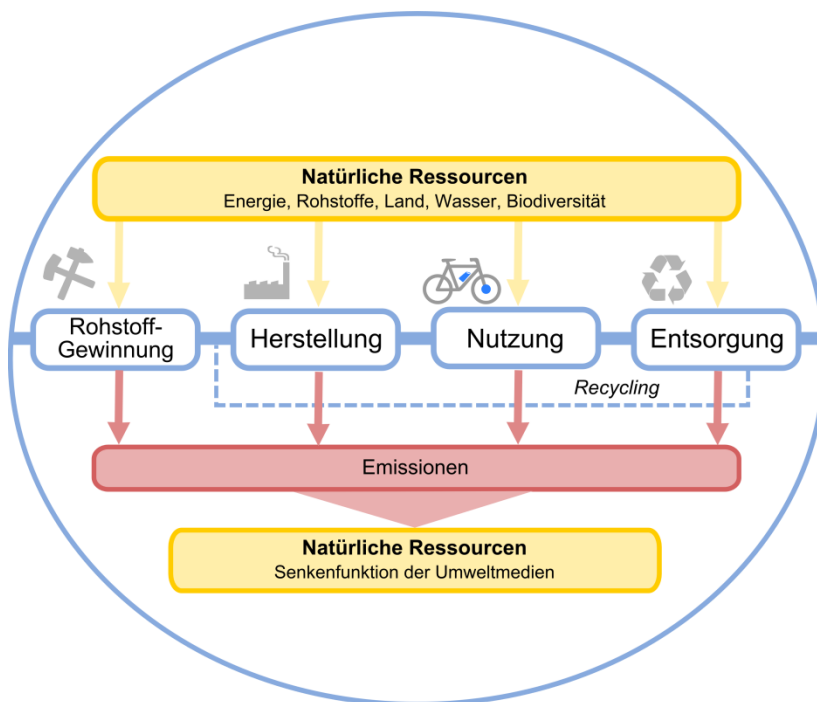 Natürliche Ressourcen
Energie, Rohstoffe, Land, Wasser, Biodiversität
Rohstoff-
Gewinnung
Herstellung
Nutzung
Entsorgung
Recycling
Emissionen
Natürliche Ressourcen
Senkenfunktion der Umweltmedien